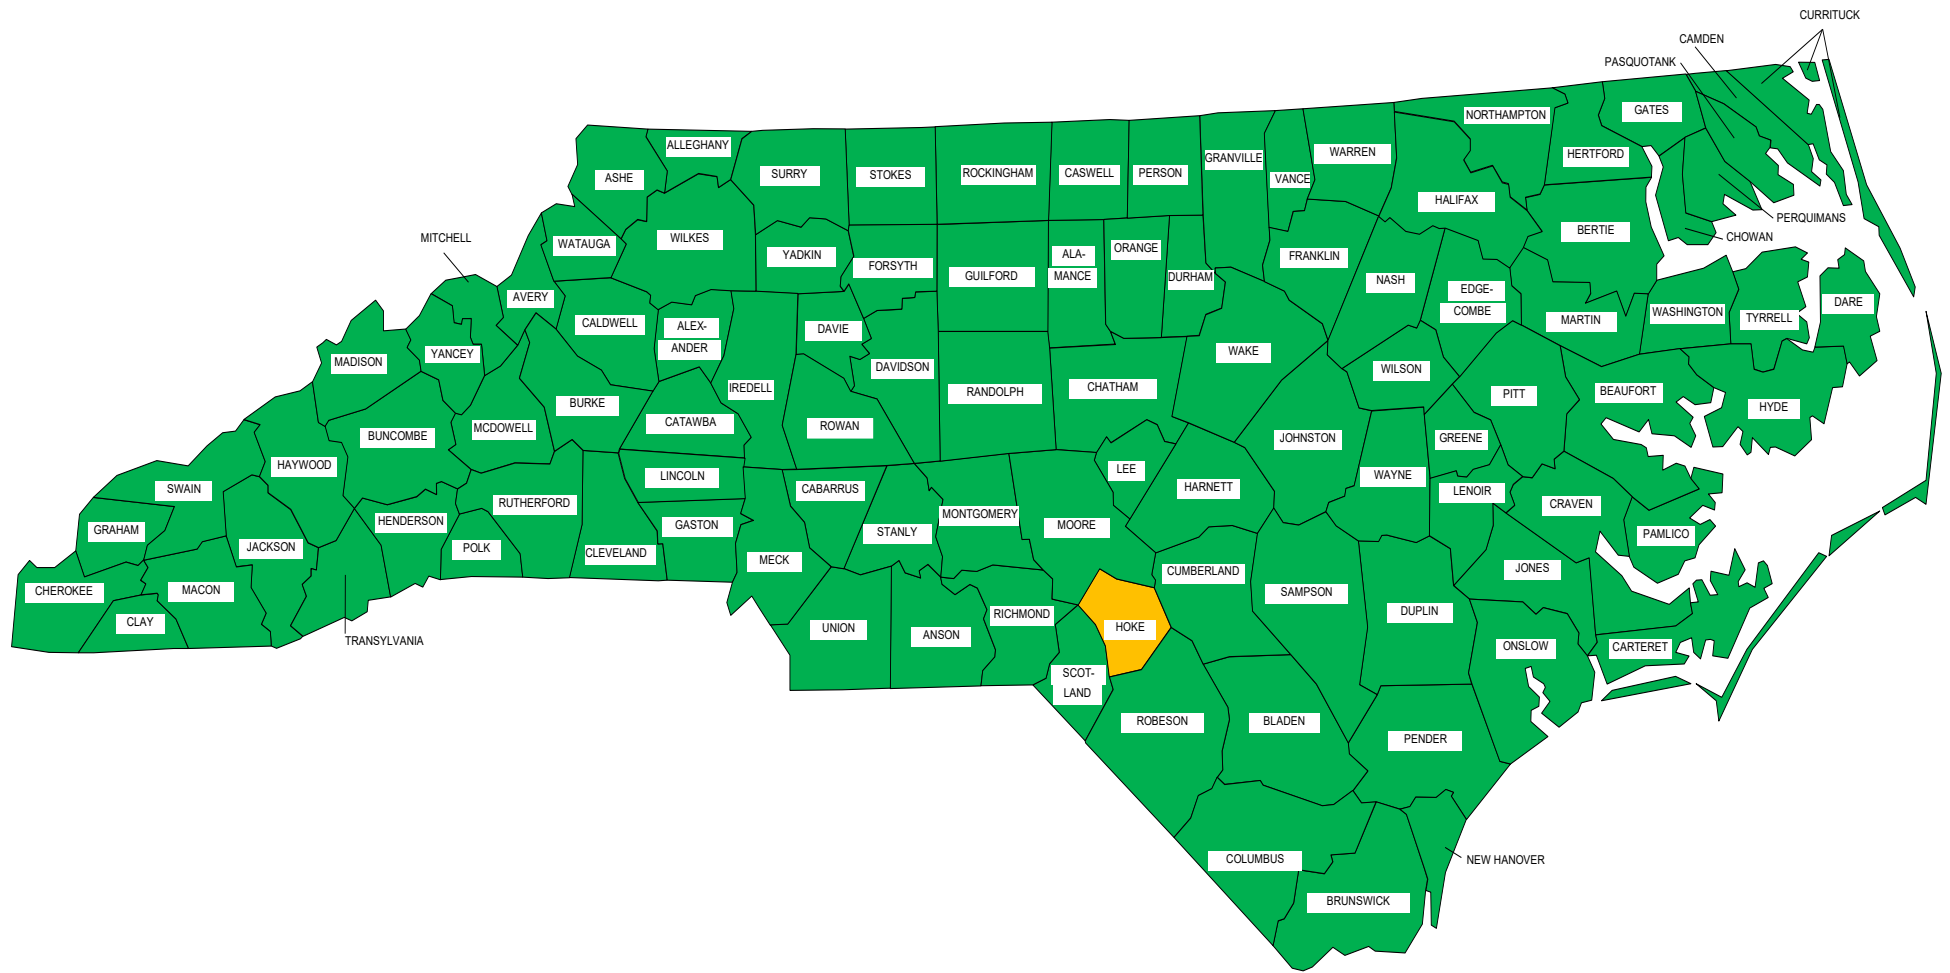 CURRITUCK
CAMDEN
PASQUOTANK
GATES
NORTHAMPTON
ALLEGHANY
WARREN
HERTFORD
GRANVILLE
ASHE
SURRY
STOKES
ROCKINGHAM
CASWELL
PERSON
VANCE
HALIFAX
PERQUIMANS
BERTIE
CHOWAN
MITCHELL
WATAUGA
WILKES
YADKIN
FORSYTH
GUILFORD
ALA-
MANCE
ORANGE
DURHAM
FRANKLIN
NASH
EDGE-
COMBE
AVERY
CALDWELL
ALEX-
ANDER
DAVIE
MARTIN
WASHINGTON
TYRRELL
DARE
MADISON
YANCEY
IREDELL
DAVIDSON
RANDOLPH
CHATHAM
WAKE
WILSON
PITT
BEAUFORT
HYDE
BUNCOMBE
MCDOWELL
BURKE
CATAWBA
ROWAN
JOHNSTON
GREENE
HAYWOOD
SWAIN
LINCOLN
CABARRUS
LEE
HARNETT
WAYNE
LENOIR
CRAVEN
GRAHAM
HENDERSON
RUTHERFORD
GASTON
STANLY
MONTGOMERY
MOORE
PAMLICO
JACKSON
POLK
CLEVELAND
MECK
CUMBERLAND
JONES
CHEROKEE
MACON
SAMPSON
DUPLIN
CLAY
TRANSYLVANIA
UNION
ANSON
RICHMOND
HOKE
ONSLOW
CARTERET
SCOT-
LAND
ROBESON
BLADEN
PENDER
COLUMBUS
NEW HANOVER
BRUNSWICK